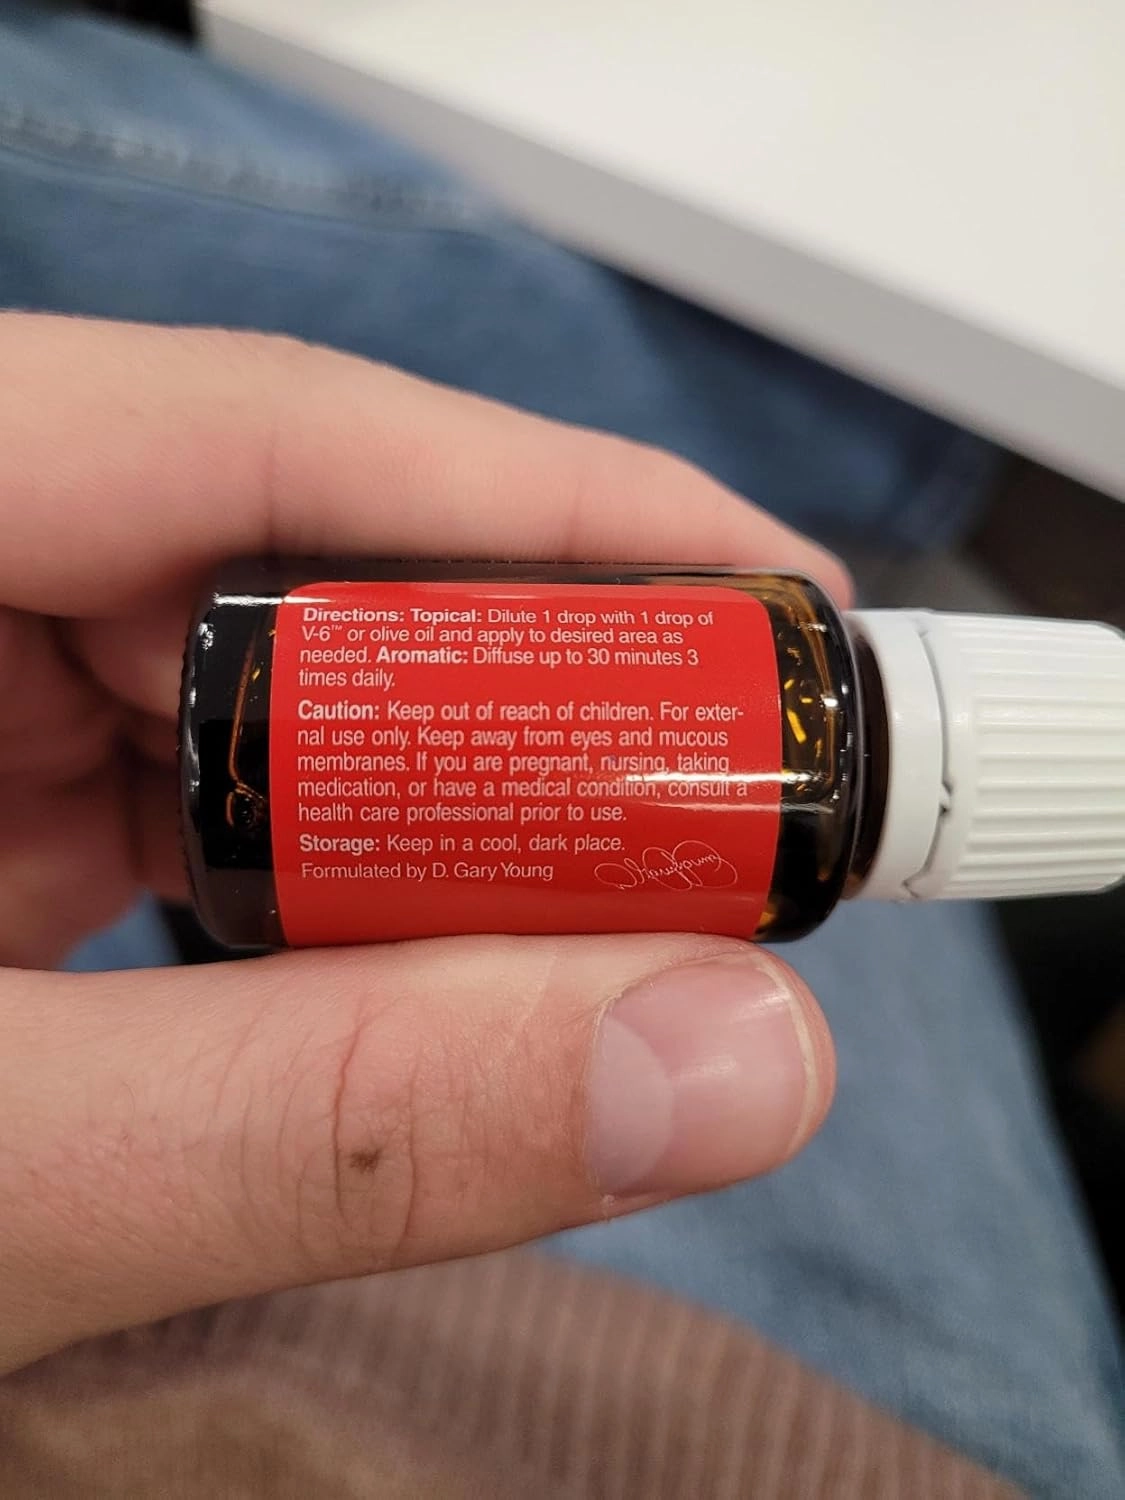 Directions: Topical: Dilute 1 drop with 1 drop of
V-6™ or olive oil and apply to desired area as
needed. Aromatic: Diffuse up to 30 minutes 3
times daily.
Caution: Keep out of reach of children. For exter-
nal use only. Keep away from eyes and mucous
membranes. If you are pregnant, nursing, taking
medication, or have a medical condition, consult a
health care professional prior to use.
Storage: Keep in a cool, dark place.
Formulated by D. Gary Young